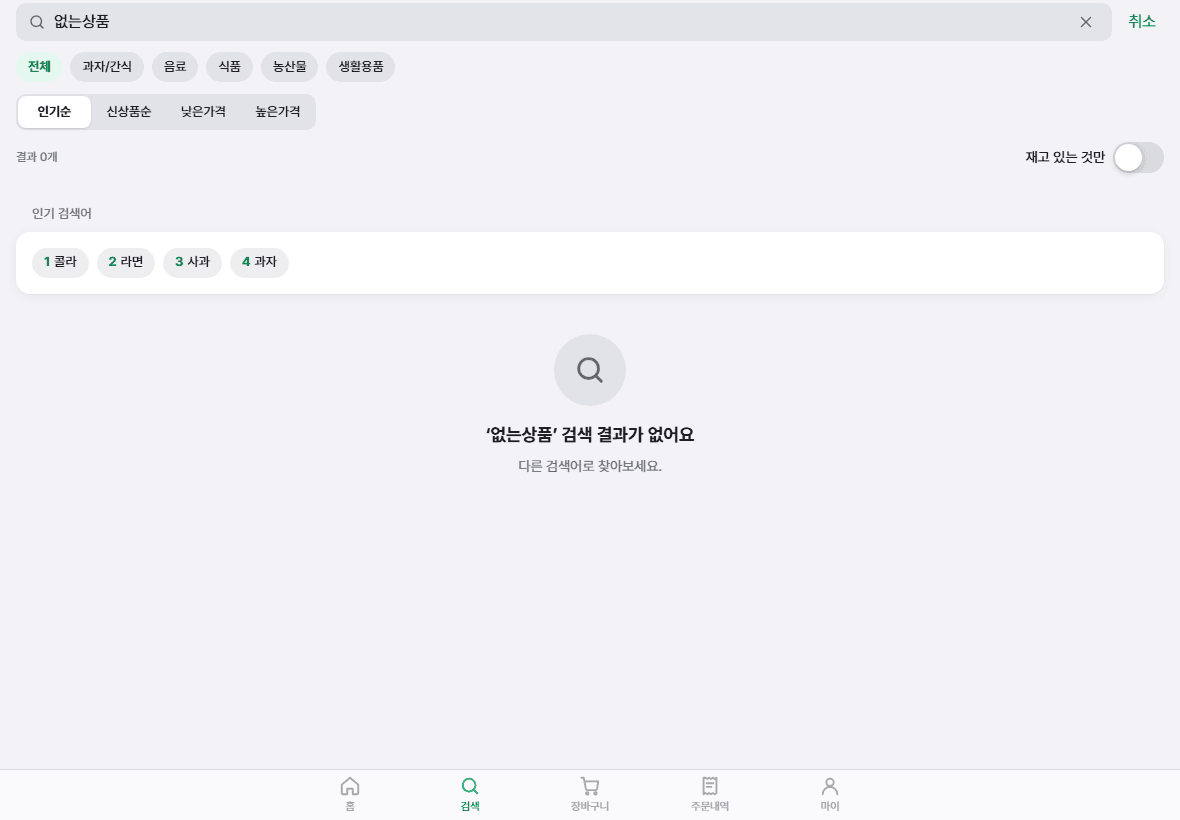 없는상품
취소
전체 과자/간식 음료 식품 농산물 생활용품
인기순 신상품순 낮은가격 높은가격
결과 0개
재고 있는 것만
인기 검색어
1 콜라 2 라면 3 사과 4 과자
‘없는상품’ 검색 결과가 없어요
다른 검색어로 찾아보세요.
홈 검색 장바구니 주문내역 마이